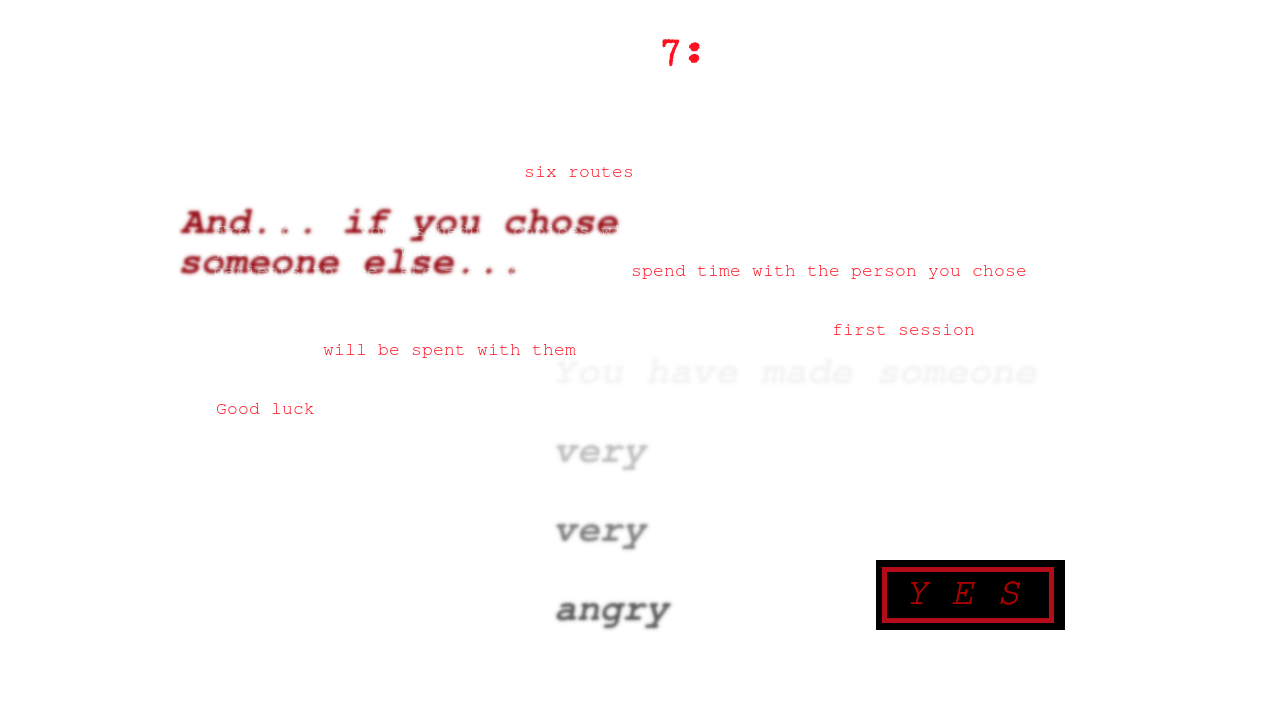 7:
six routes
And... if you chose
someone else...
spend time with the person you chose
first session
will be spent with them
You have made someone
Good luck
very
very
angry
Y E S